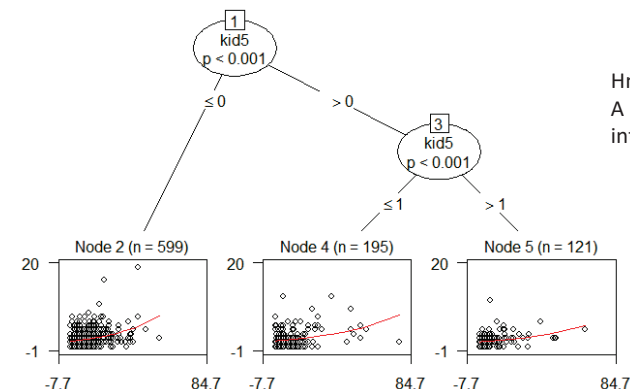 1
kid5
p < 0.001
≤ 0
> 0
3
kid5
p < 0.001
≤ 1
> 1
Node 2 (n = 599)
20
-1
-7.7
84.7
Node 4 (n = 195)
20
-1
-7.7
84.7
Node 5 (n = 121)
20
-1
-7.7
84.7
A